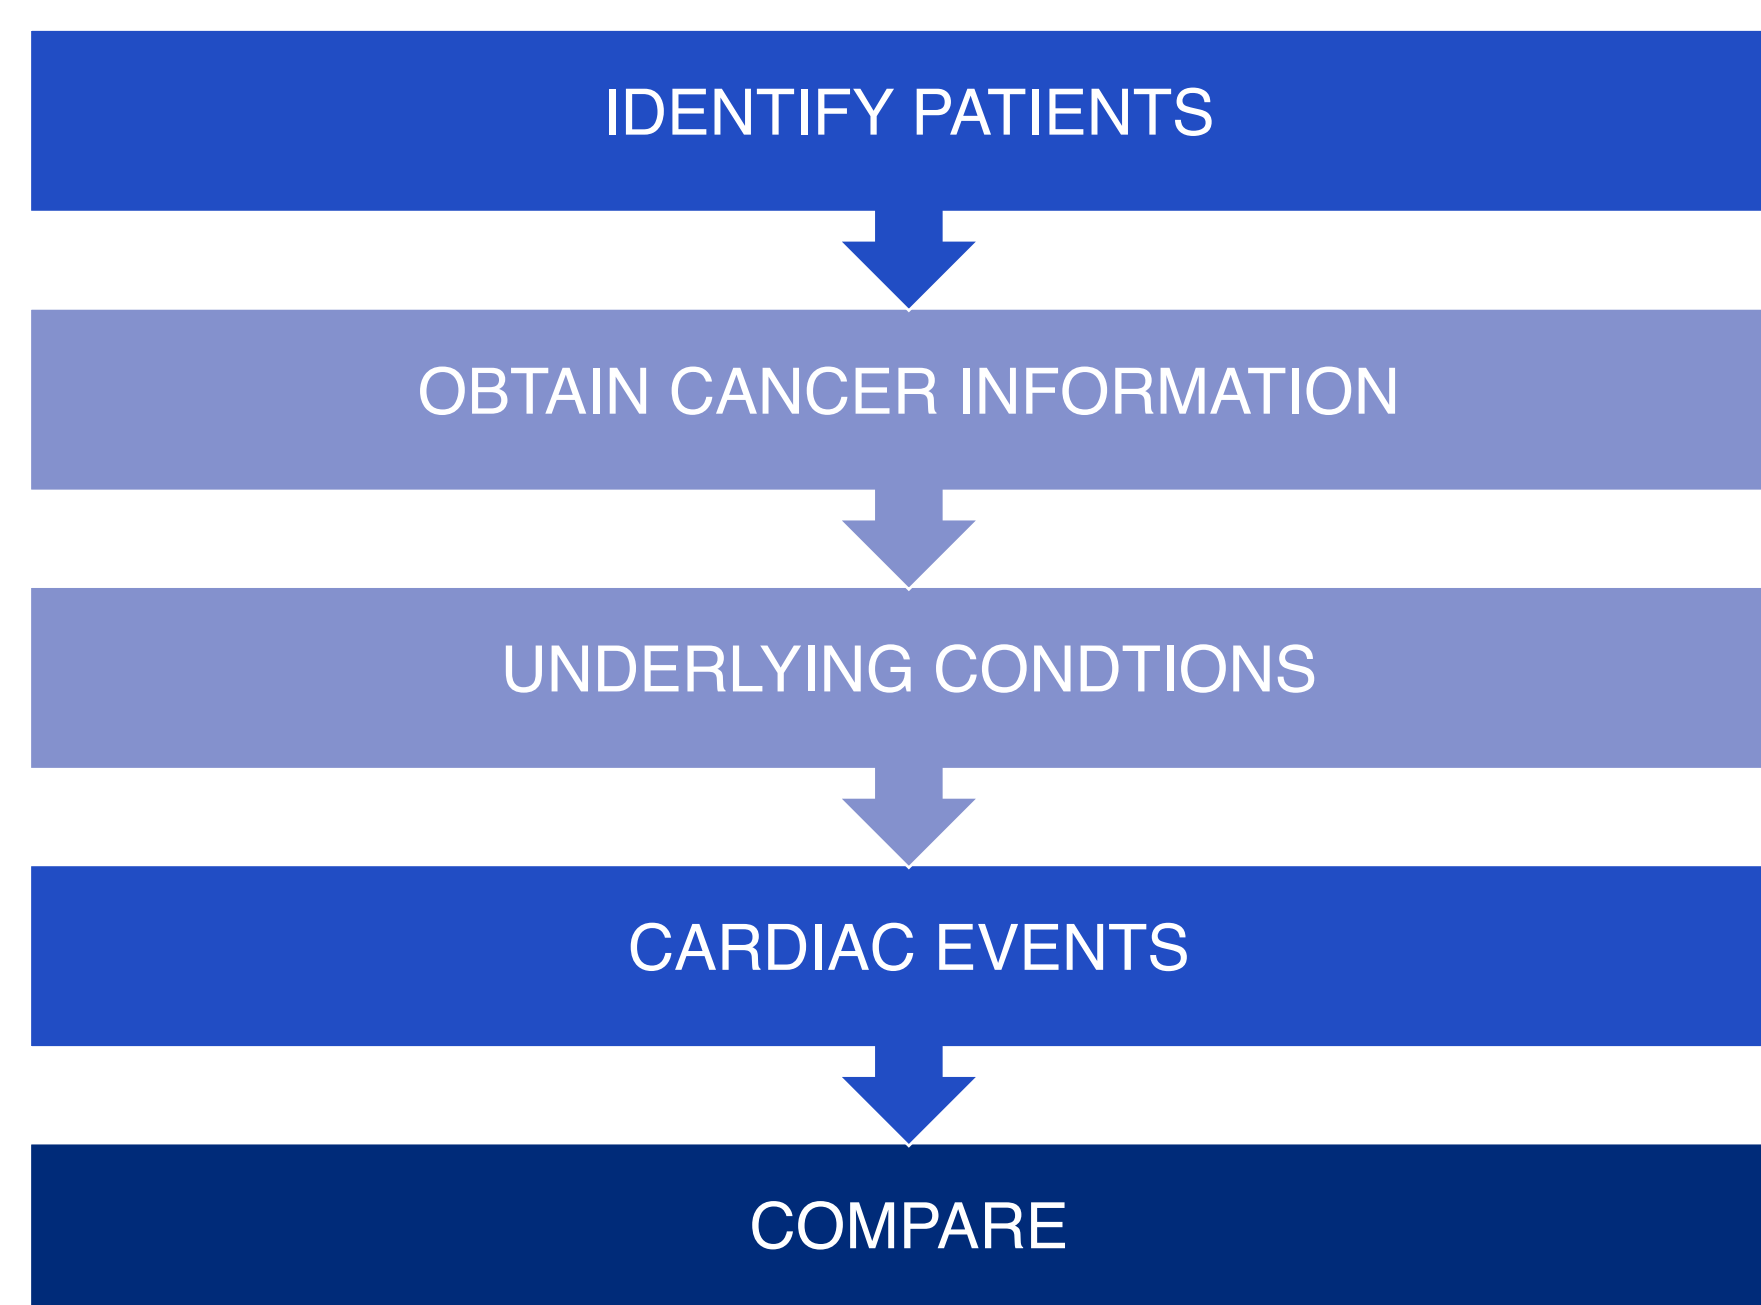 IDENTIFY PATIENTS
OBTAIN CANCER INFORMATION
UNDERLYING CONDTIONS
CARDIAC EVENTS
COMPARE